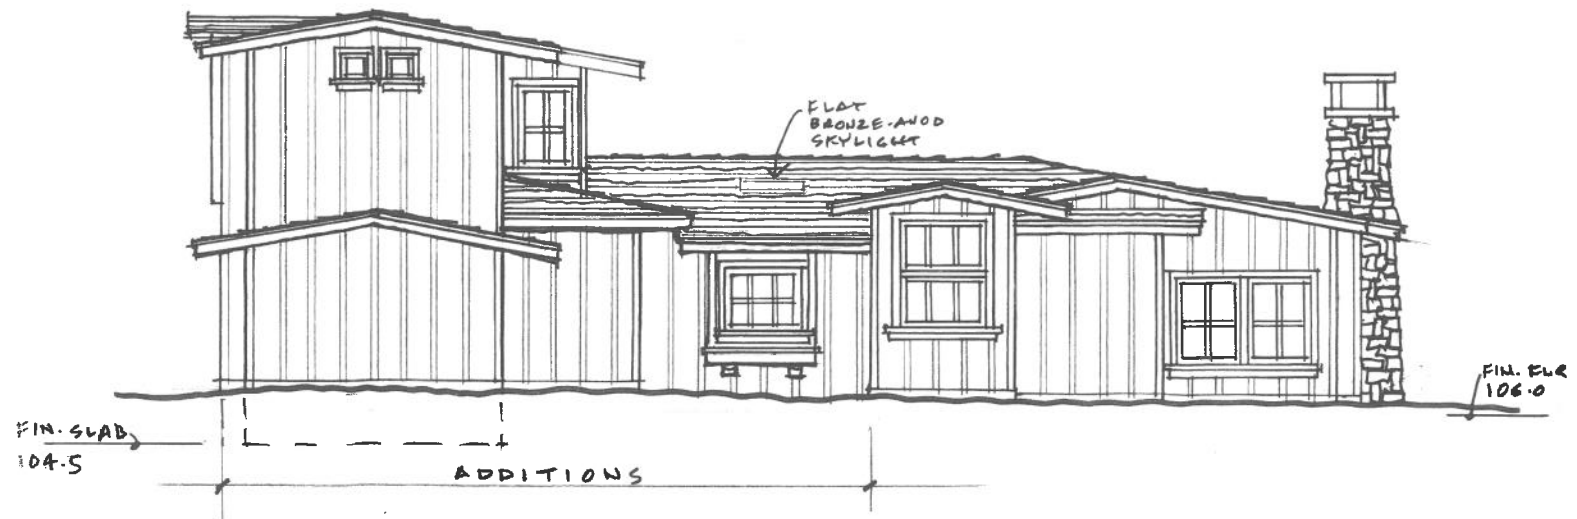 FLAT
BRONZE-ANOD
SKYLIGHT
FIN. FLR
106.0
FIN. SLAB
104.5
ADDITIONS